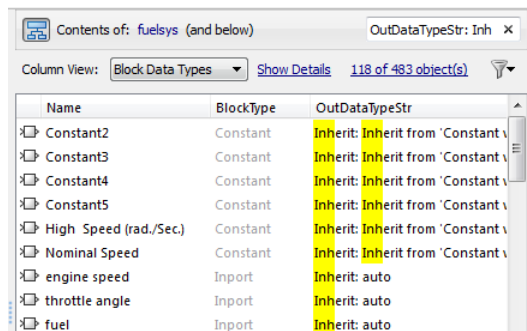 Contents of: fuelsys (and below) OutDataTypeStr: Inh ×
Column View: Block Data Types Show Details 118 of 483 object(s)
Name BlockType OutDataTypeStr
Constant2 Constant Inherit: Inherit from 'Constant
Constant3 Constant Inherit: Inherit from 'Constant
Constant4 Constant Inherit: Inherit from 'Constant
Constant5 Constant Inherit: Inherit from 'Constant
High Speed (rad./Sec.) Constant Inherit: Inherit from 'Constant
Nominal Speed Constant Inherit: Inherit from 'Constant
engine speed Inport Inherit: auto
throttle angle Inport Inherit: auto
fuel Inport Inherit: auto